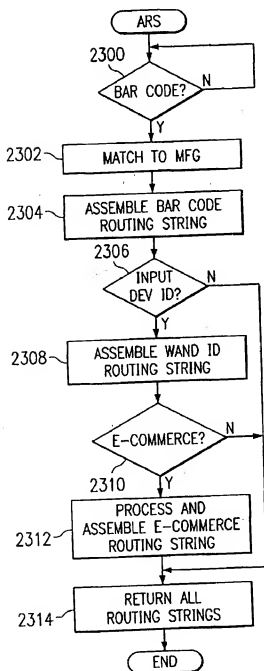 ARS
2300
BAR CODE?
N
Y
2302
MATCH TO MFG
2304
ASSEMBLE BAR CODE
ROUTING STRING
2306
INPUT
DEV ID?
N
Y
2308
ASSEMBLE WAND ID
ROUTING STRING
E-COMMERCE?
N
2310
Y
PROCESS AND
ASSEMBLE E-COMMERCE
ROUTING STRING
2312
RETURN ALL
ROUTING STRINGS
2314
END